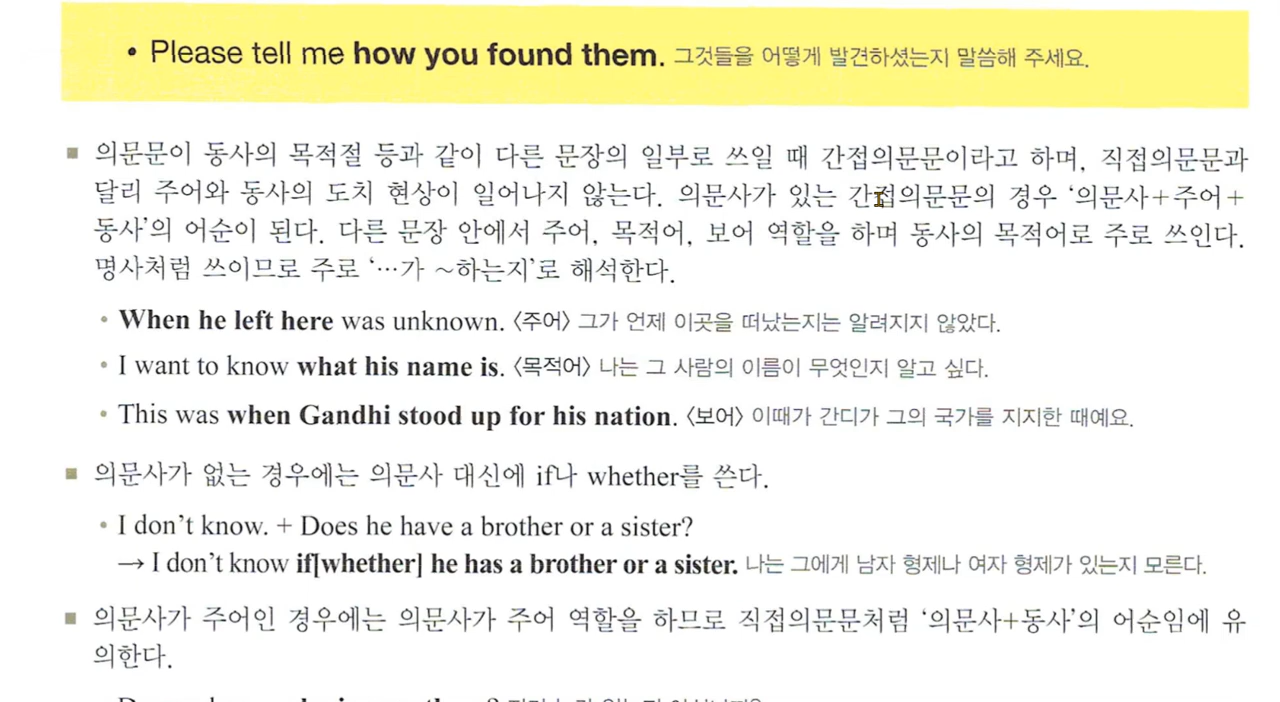 • Please tell me how you found them. 그것들을 어떻게 발견하셨는지 말씀해 주세요.
■ 의문문이 동사의 목적절 등과 같이 다른 문장의 일부로 쓰일 때 간접의문문이라고 하며, 직접의문문과
달리 주어와 동사의 도치 현상이 일어나지 않는다. 의문사가 있는 간접의문문의 경우 ‘의문사+주어+
동사’의 어순이 된다. 다른 문장 안에서 주어, 목적어, 보어 역할을 하며 동사의 목적어로 주로 쓰인다.
명사처럼 쓰이므로 주로 ‘…가 ~하는지’로 해석한다.
• When he left here was unknown. 〈주어〉 그가 언제 이곳을 떠났는지는 알려지지 않았다.
• I want to know what his name is. 〈목적어〉 나는 그 사람의 이름이 무엇인지 알고 싶다.
• This was when Gandhi stood up for his nation. 〈보어〉 이때가 간디가 그의 국가를 지지한 때예요.
■ 의문사가 없는 경우에는 의문사 대신에 if나 whether를 쓴다.
• I don’t know. + Does he have a brother or a sister?
→ I don’t know if[whether] he has a brother or a sister. 나는 그에게 남자 형제나 여자 형제가 있는지 모른다.
■ 의문사가 주어인 경우에는 의문사가 주어 역할을 하므로 직접의문문처럼 ‘의문사+동사’의 어순임에 유
의한다.